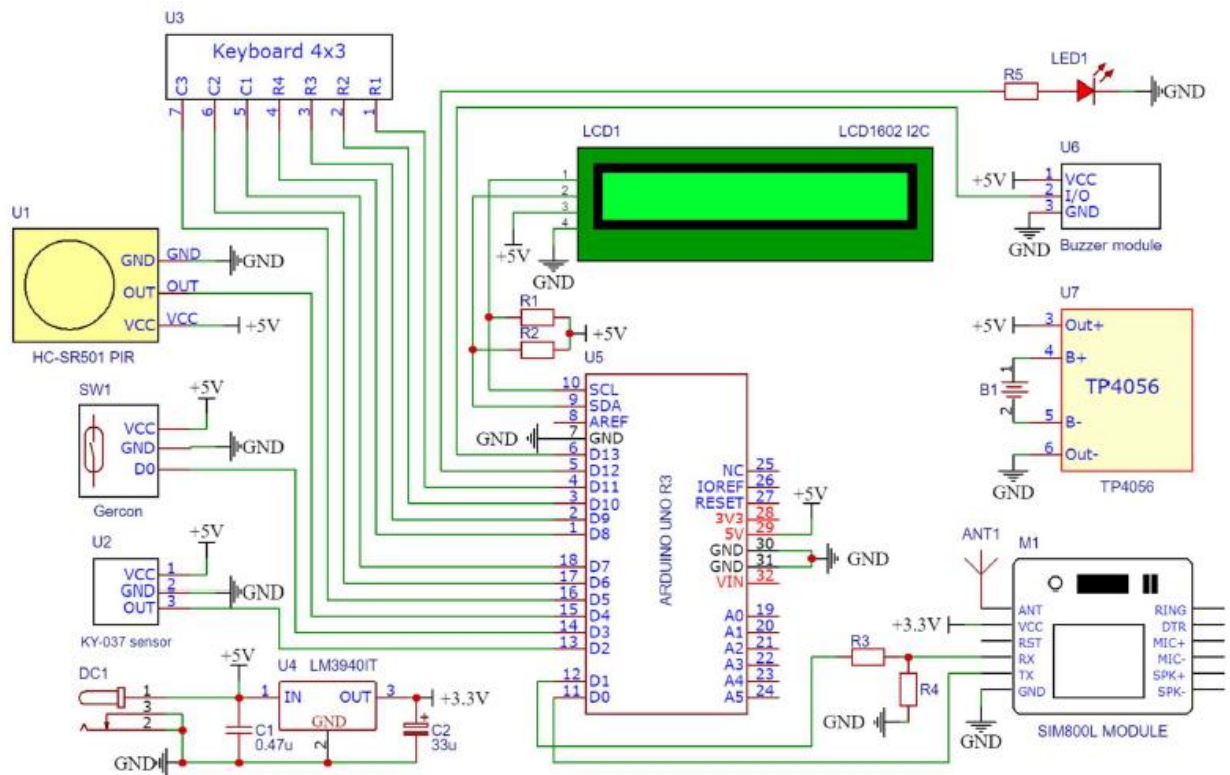 U3
Keyboard 4x3
C3 C2 C1 R4 R3 R2 R1
7 6 5 4 3 2 1
LED1
R5
GND
LCD1
LCD1602 I2C
1
2
3
4
+5V
GND
U6
+5V
1 VCC
2 I/O
3 GND
GND
Buzzer module
U1
GND GND GND
OUT OUT
VCC VCC +5V
HC-SR501 PIR
R1
R2
+5V
U7
+5V 3 Out+
4 B+
TP4056
B1
1
2
5 B-
6 Out-
GND
TP4056
SW1
+5V
VCC
GND GND
D0
Gercon
U5
10 SCL
9 SDA
8 AREF
GND 7 GND
6 D13
5 D12
4 D11
3 D10
2 D9
1 D8
18 D7
17 D6
16 D5
15 D4
14 D3
13 D2
12 D1
11 D0
ARDUINO UNO R3
NC 25
IOREF 26
RESET 27
3V3 28
5V 29
GND 30
GND 31
VIN 32
+5V
GND
A0 19
A1 20
A2 21
A3 22
A4 23
A5 24
U2
+5V
VCC 1
GND 2 GND
OUT 3
KY-037 sensor
DC1
1
3
2
GND
+5V
U4 LM3940IT
1 IN OUT 3
GND
2
+3.3V
C1
0.47u
C2
33u
+
R3
R4
GND
ANT1
M1
+3.3V
ANT
VCC
RST
RX
TX
GND
RING
DTR
MIC+
MIC-
SPK+
SPK-
GND
SIM800L MODULE